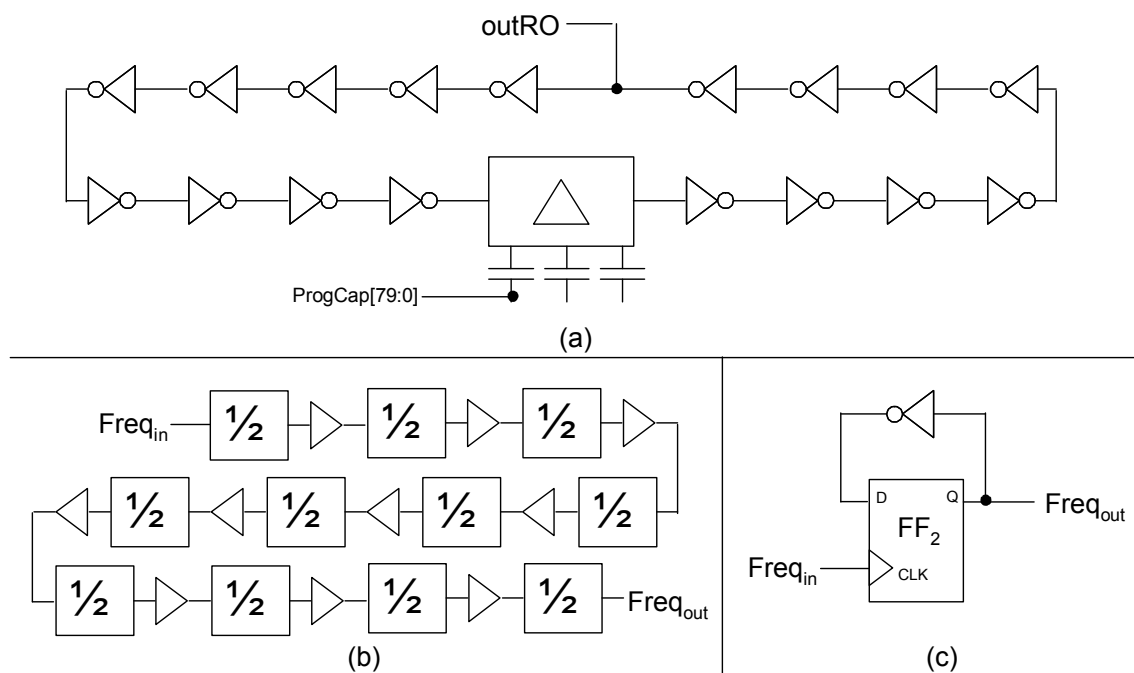 outRO
ProgCap[79:0]
(a)
Freq_in ½ ½ ½
½ ½ ½ ½
½ ½ ½ ½ Freq_out
(b)
D Q
FF₂
Freq_in CLK
Freq_out
(c)